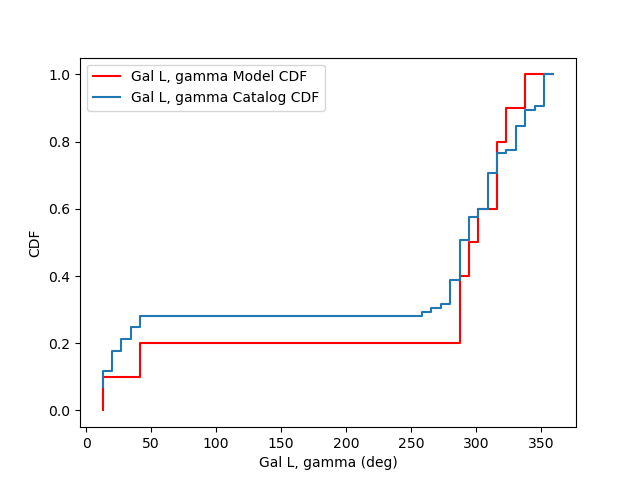 Gal L, gamma Model CDF
Gal L, gamma Catalog CDF
CDF
1.0
0.8
0.6
0.4
0.2
0.0
0 50 100 150 200 250 300 350
Gal L, gamma (deg)